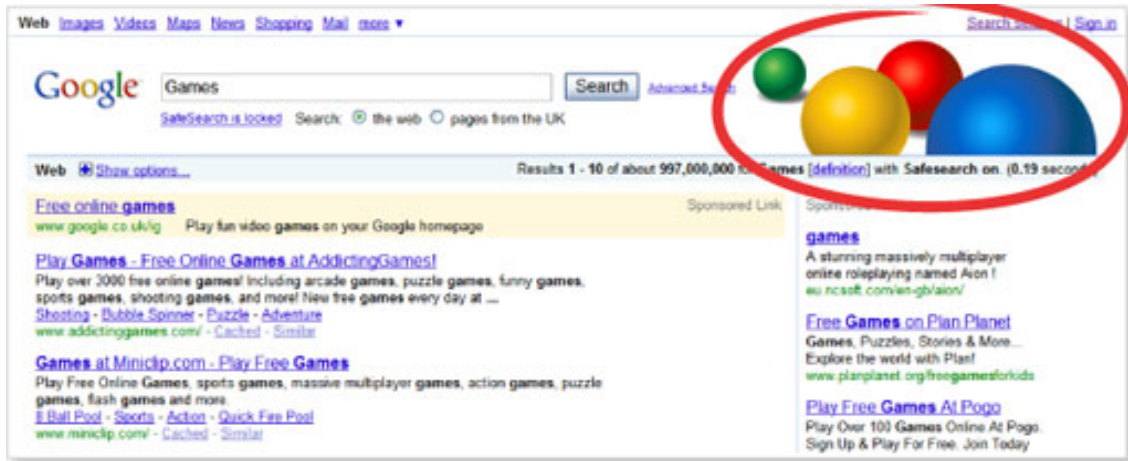 Web Images Videos Maps News Shopping Mail more ▼
Search Settings | Sign in
Google
Games
Search
Advanced Search
SafeSearch is locked Search: the web pages from the UK
Web Show options...
Results 1 - 10 of about 997,000,000 for Games [definition] with Safesearch on. (0.19 seconds)
Free online games
Sponsored Link
www.google.co.uk/ig Play fun video games on your Google homepage
Play Games - Free Online Games at AddictingGames!
Play over 3000 free online games! Including arcade games, puzzle games, funny games,
sports games, shooting games, and more! New free games every day at ...
Shooting - Bubble Spinner - Puzzle - Adventure
www.addictinggames.com/ - Cached - Similar
Games at Miniclip.com - Play Free Games
Play Free Online Games, sports games, massive multiplayer games, action games, puzzle
games, flash games and more.
8 Ball Pool - Sports - Action - Quick Fire Pool
www.miniclip.com/ - Cached - Similar
Sponsored
games
A stunning massively multiplayer
online roleplaying named Aion !
eu.ncsoft.com/en-gb/aion/
Free Games on Plan Planet
Games, Puzzles, Stories & More...
Explore the world with Plan!
www.planplanet.org/freegamesforkids
Play Free Games At Pogo
Play Over 100 Games Online At Pogo.
Sign Up & Play For Free. Join Today